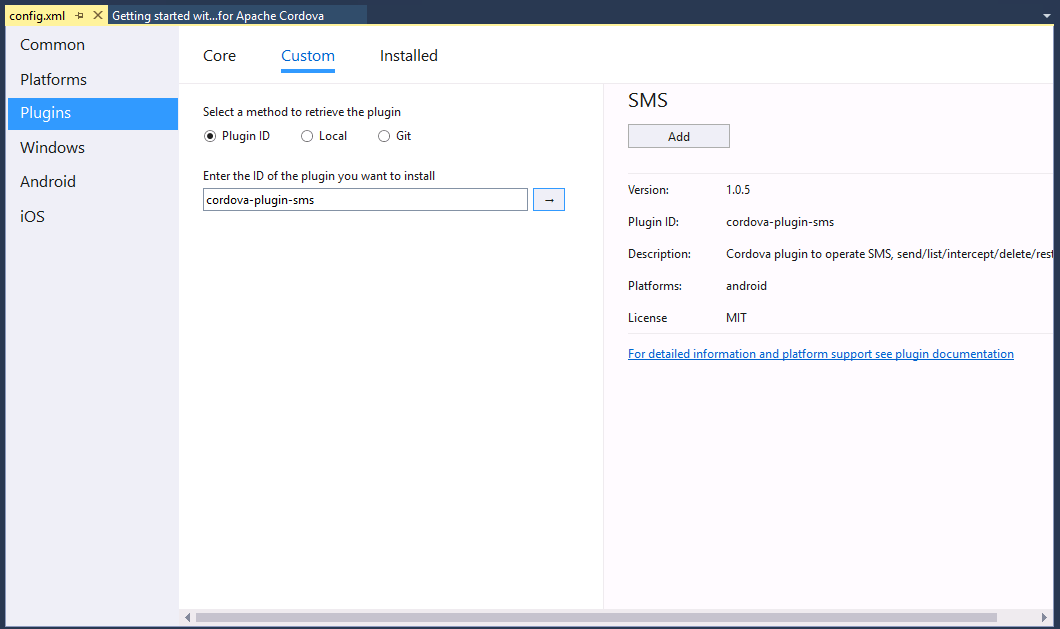 config.xml
Getting started wit...for Apache Cordova
Common
Platforms
Plugins
Windows
Android
iOS
Core
Custom
Installed
Select a method to retrieve the plugin
Plugin ID
Local
Git
Enter the ID of the plugin you want to install
cordova-plugin-sms
→
SMS
Add
Version: 1.0.5
Plugin ID: cordova-plugin-sms
Description: Cordova plugin to operate SMS, send/list/intercept/delete/rest
Platforms: android
License MIT
For detailed information and platform support see plugin documentation